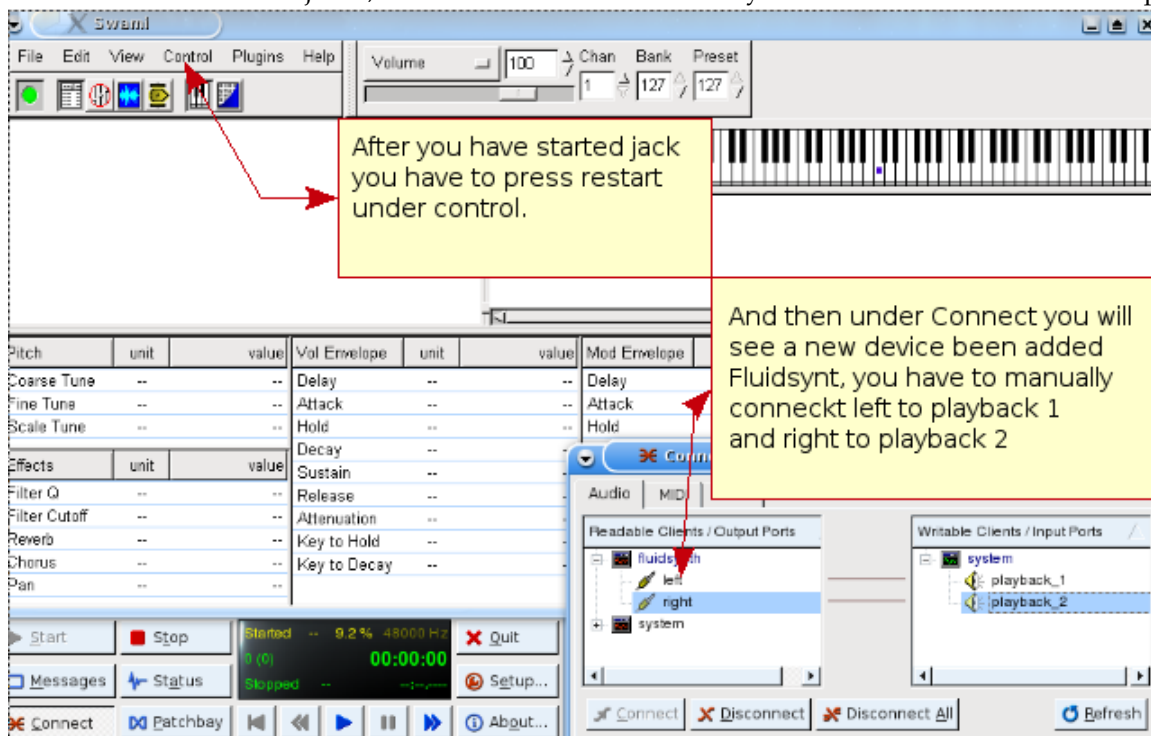 Swami
File Edit View Control Plugins Help
Volume 100 Chan Bank Preset
1 127 127
After you have started jack
you have to press restart
under control.
And then under Connect you will
see a new device been added
Fluidsynt, you have to manually
conneckt left to playback 1
and right to playback 2
Pitch unit value Vol Envelope unit value Mod Envelope
Coarse Tune -- -- Delay -- -- Delay
Fine Tune -- -- Attack -- -- Attack
Scale Tune -- -- Hold -- -- Hold
Decay --
Effects unit value Sustain --
Filter Q -- -- Release --
Filter Cutoff -- -- Attenuation --
Reverb -- -- Key to Hold --
Chorus -- -- Key to Decay --
Pan -- --
Audio MIDI
Readable Clients / Output Ports Writable Clients / Input Ports
fluidsynth system
left playback_1
right playback_2
system
Start Stop Started -- 9.2 % 48000 Hz Quit
0 (0) 00:00:00
Messages Status Stopped -- --:--,---- Setup...
Connect Patchbay About...
Connect Disconnect Disconnect All Refresh